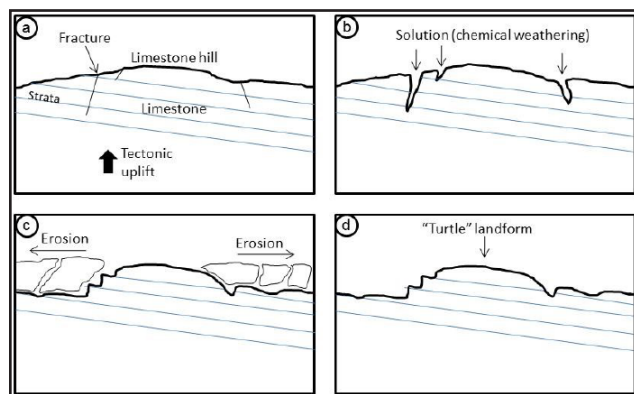 a
Fracture
Limestone hill
Strata
Limestone
Tectonic
uplift
b
Solution (chemical weathering)
c
Erosion
Erosion
d
“Turtle” landform